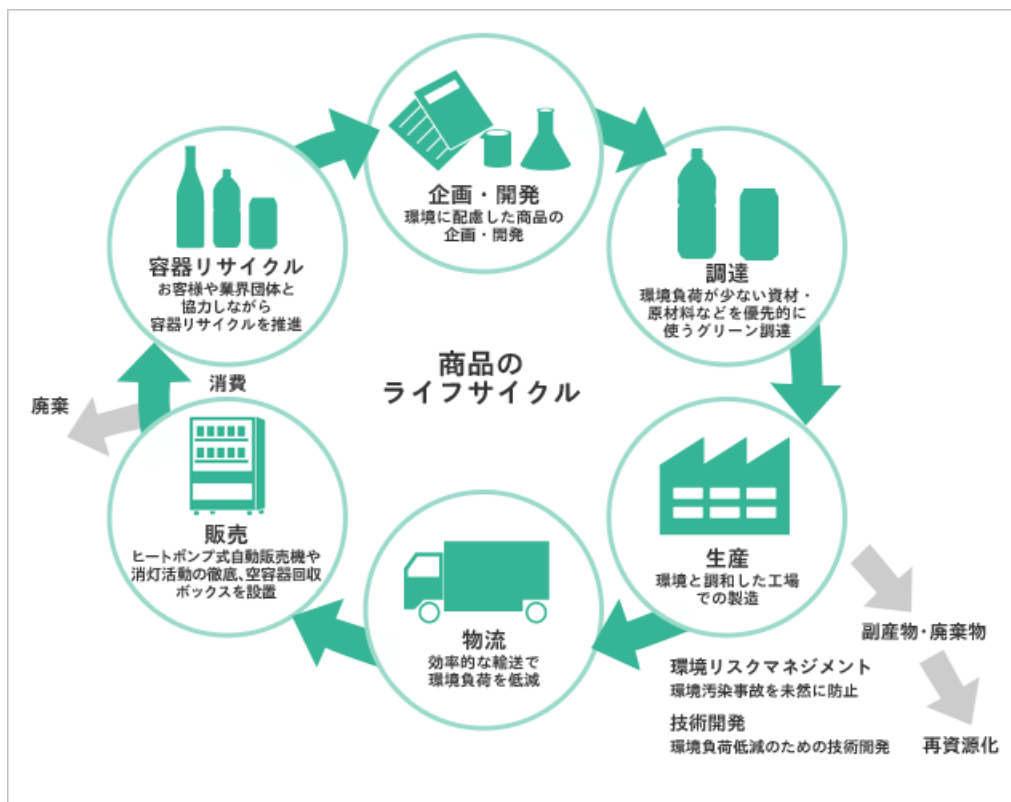 企画・開発
環境に配慮した商品の
企画・開発
調達
環境負荷が少ない資材・
原材料などを優先的に
使うグリーン調達
生産
環境と調和した工場
での製造
副産物・廃棄物
再資源化
環境リスクマネジメント
環境汚染事故を未然に防止
技術開発
環境負荷低減のための技術開発
物流
効率的な輸送で
環境負荷を低減
販売
ヒートポンプ式自動販売機や
消灯活動の徹底、空容器回収
ボックスを設置
消費
廃棄
容器リサイクル
お客様や業界団体と
協力しながら
容器リサイクルを推進
商品の
ライフサイクル